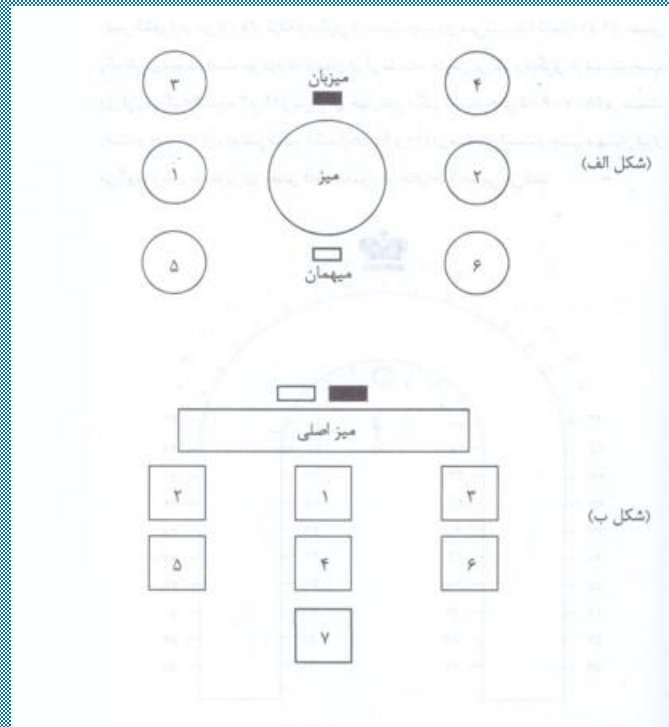 میزبان
۴ ۳
(شکل الف)
۲ میز ۱
۶ ۵
میهمان
میز اصلی
۳ ۱ ۲
(شکل ب)
۶ ۴ ۵
۷